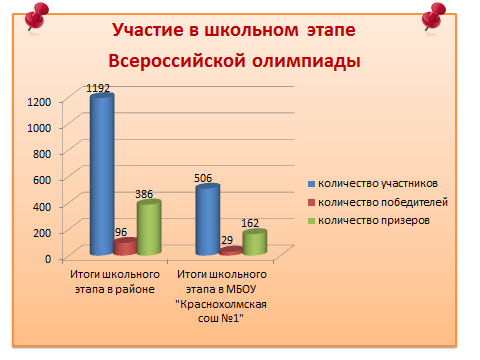 Участие в школьном этапе
Всероссийской олимпиады
1200
1000
800
600
400
200
0
1192
96
386
506
29
162
Итоги школьного
этапа в районе
Итоги школьного
этапа в МБОУ
"Краснохолмская
сош №1"
количество участников
количество победителей
количество призеров